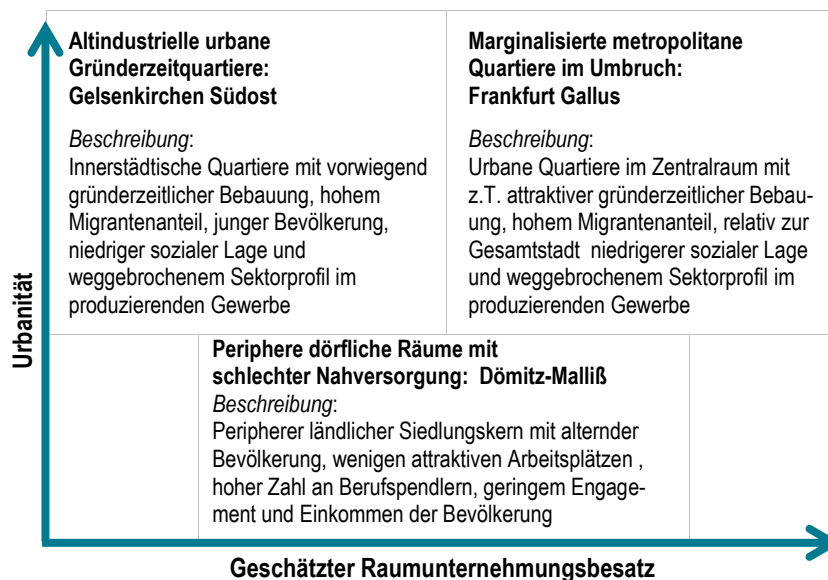 Altindustrielle urbane
Gründerzeitquartiere:
Gelsenkirchen Südost
Beschreibung:
Innerstädtische Quartiere mit vorwiegend
gründerzeitlicher Bebauung, hohem
Migrantenanteil, junger Bevölkerung,
niedriger sozialer Lage und
weggebrochenem Sektorprofil im
produzierenden Gewerbe
Marginalisierte metropolitane
Quartiere im Umbruch:
Frankfurt Gallus
Beschreibung:
Urbane Quartiere im Zentralraum mit
z.T. attraktiver gründerzeitlicher Bebau-
ung, hohem Migrantenanteil, relativ zur
Gesamtstadt niedrigerer sozialer Lage
und weggebrochenem Sektorprofil im
produzierenden Gewerbe
Urbanität
Periphere dörfliche Räume mit
schlechter Nahversorgung: Dömitz-Malliß
Beschreibung:
Peripherer ländlicher Siedlungskern mit alternder
Bevölkerung, wenigen attraktiven Arbeitsplätzen ,
hoher Zahl an Berufspendlern, geringem Engage-
ment und Einkommen der Bevölkerung
Geschätzter Raumunternehmungsbesatz